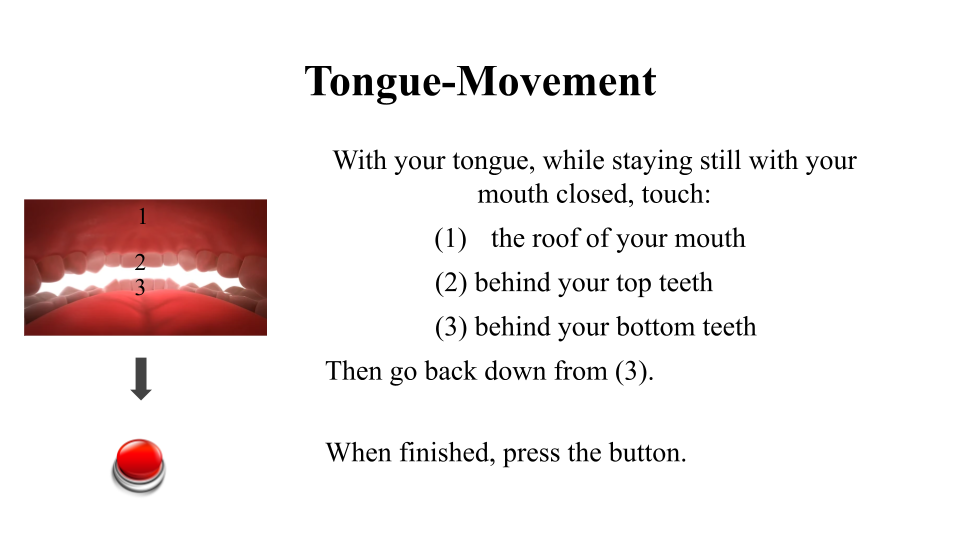 Tongue-Movement
With your tongue, while staying still with your
mouth closed, touch:
(1) the roof of your mouth
(2) behind your top teeth
(3) behind your bottom teeth
Then go back down from (3).
When finished, press the button.
1
2
3